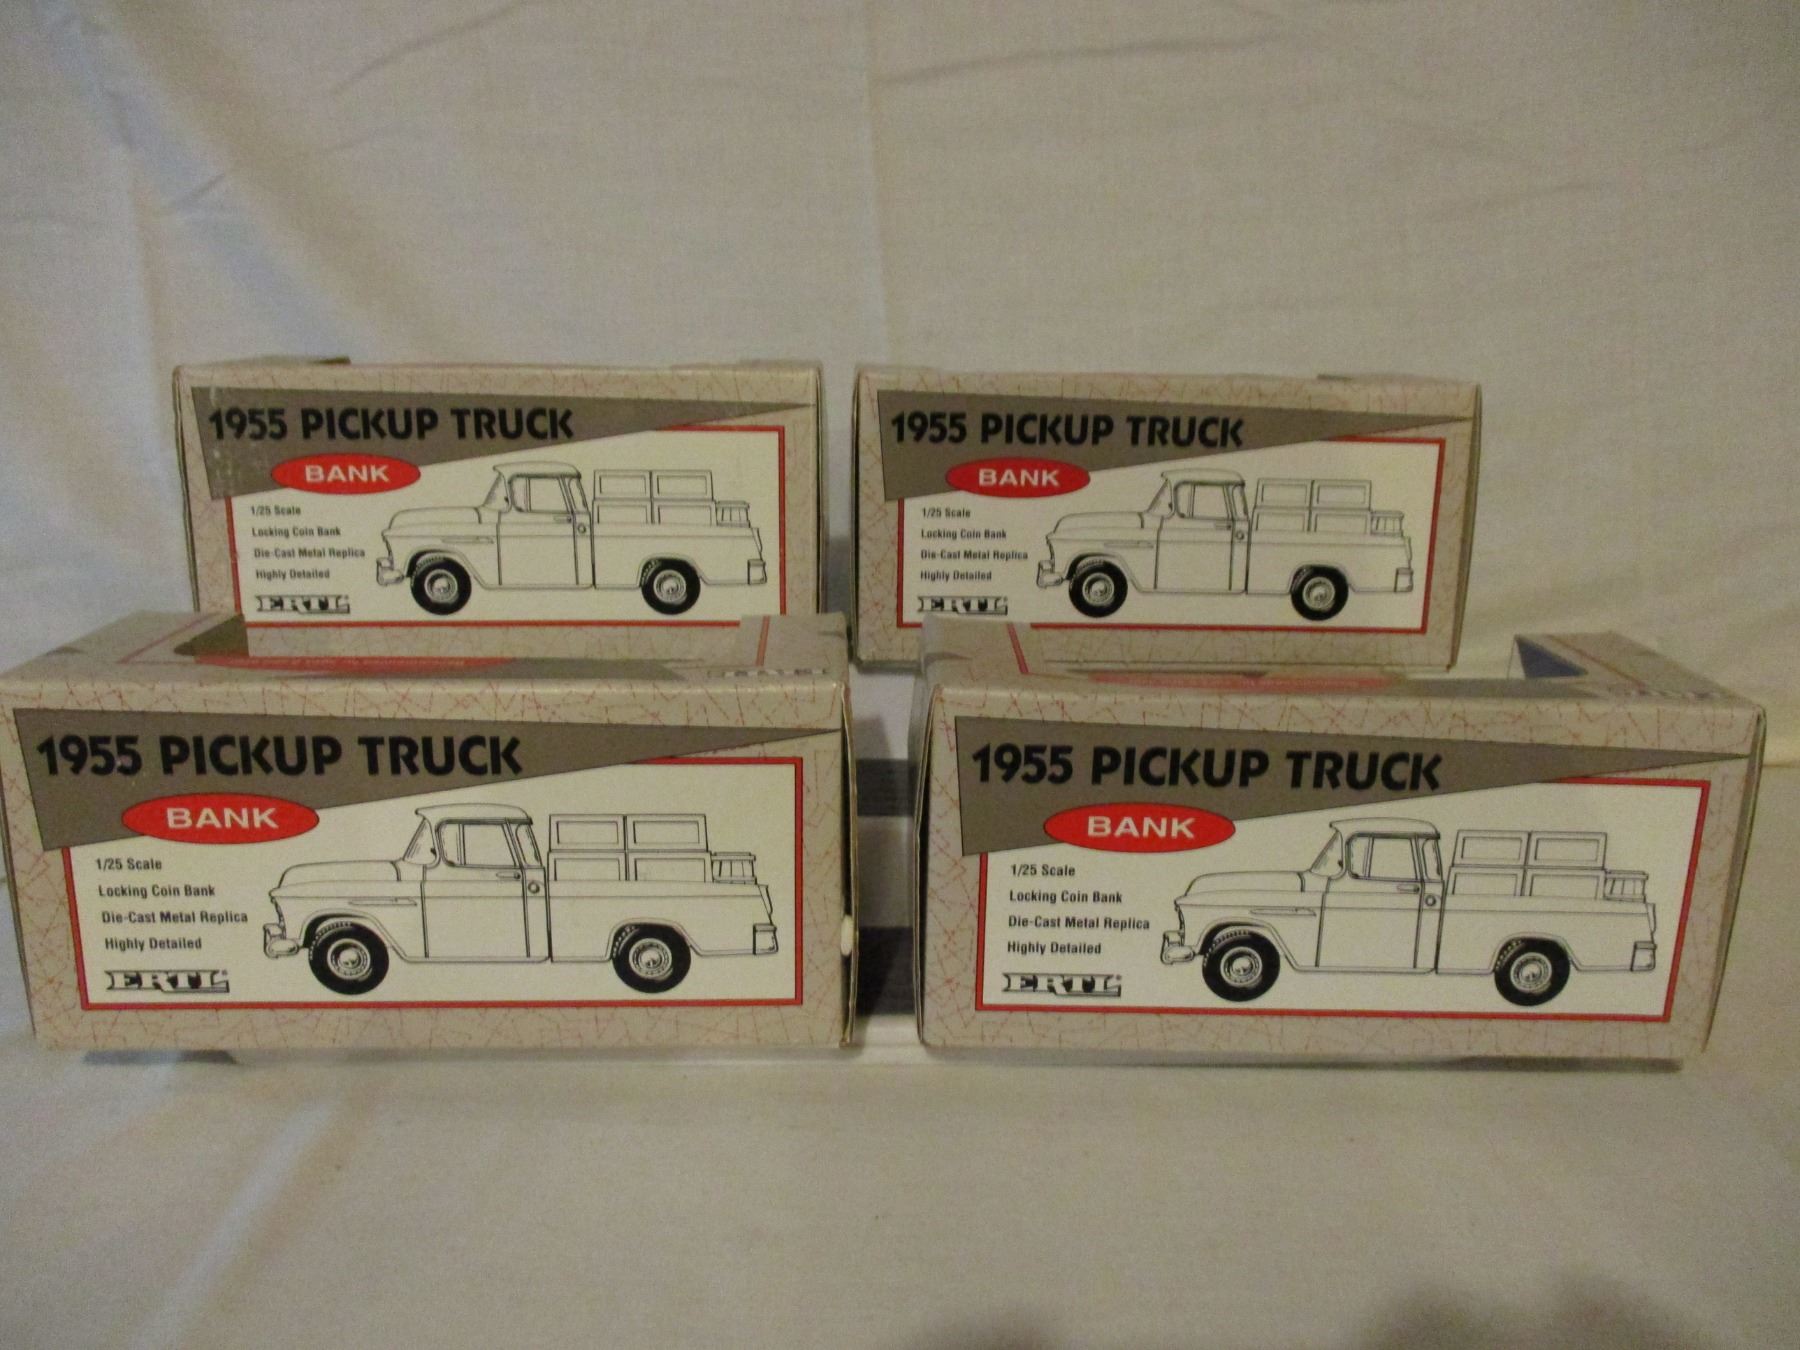 1955 PICKUP TRUCK
BANK
1/25 Scale
Locking Coin Bank
Die-Cast Metal Replica
Highly Detailed
ERTL
1955 PICKUP TRUCK
BANK
1/25 Scale
Locking Coin Bank
Die-Cast Metal Replica
Highly Detailed
ERTL
1955 PICKUP TRUCK
BANK
1/25 Scale
Locking Coin Bank
Die-Cast Metal Replica
Highly Detailed
ERTL
1955 PICKUP TRUCK
BANK
1/25 Scale
Locking Coin Bank
Die-Cast Metal Replica
Highly Detailed
ERTL